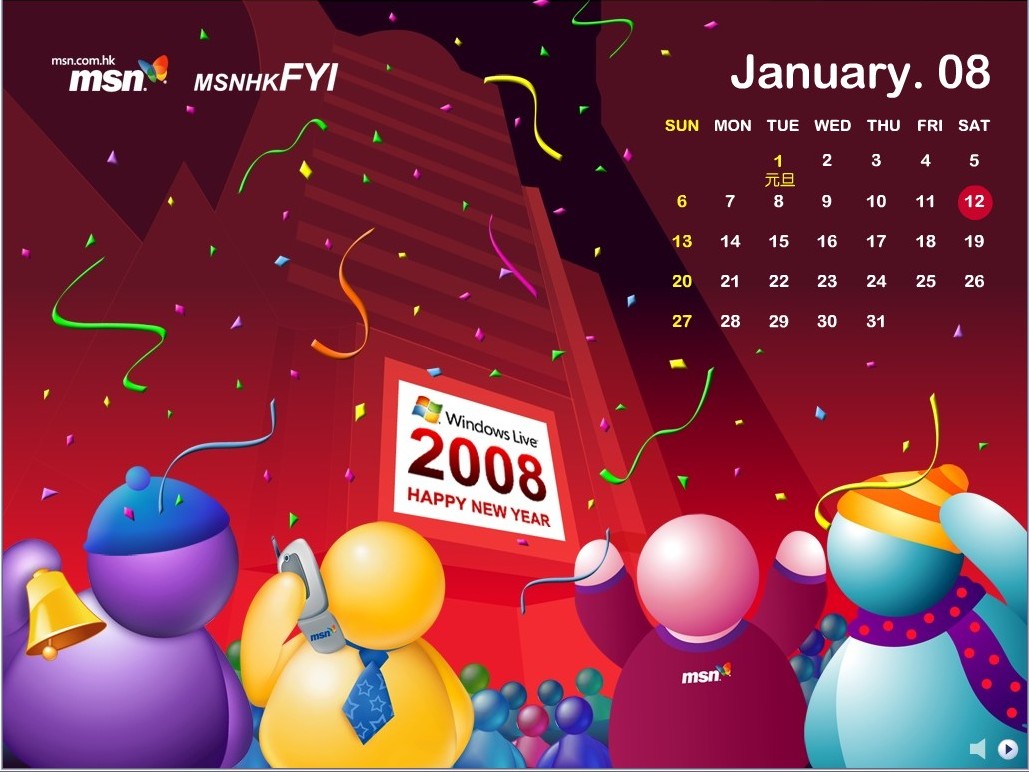 msn.com.hk
msn.
MSNHKFYI
January. 08
SUN MON TUE WED THU FRI SAT
1 2 3 4 5
元旦
6 7 8 9 10 11 12
13 14 15 16 17 18 19
20 21 22 23 24 25 26
27 28 29 30 31
Windows Live
2008
HAPPY NEW YEAR
msn
msn.